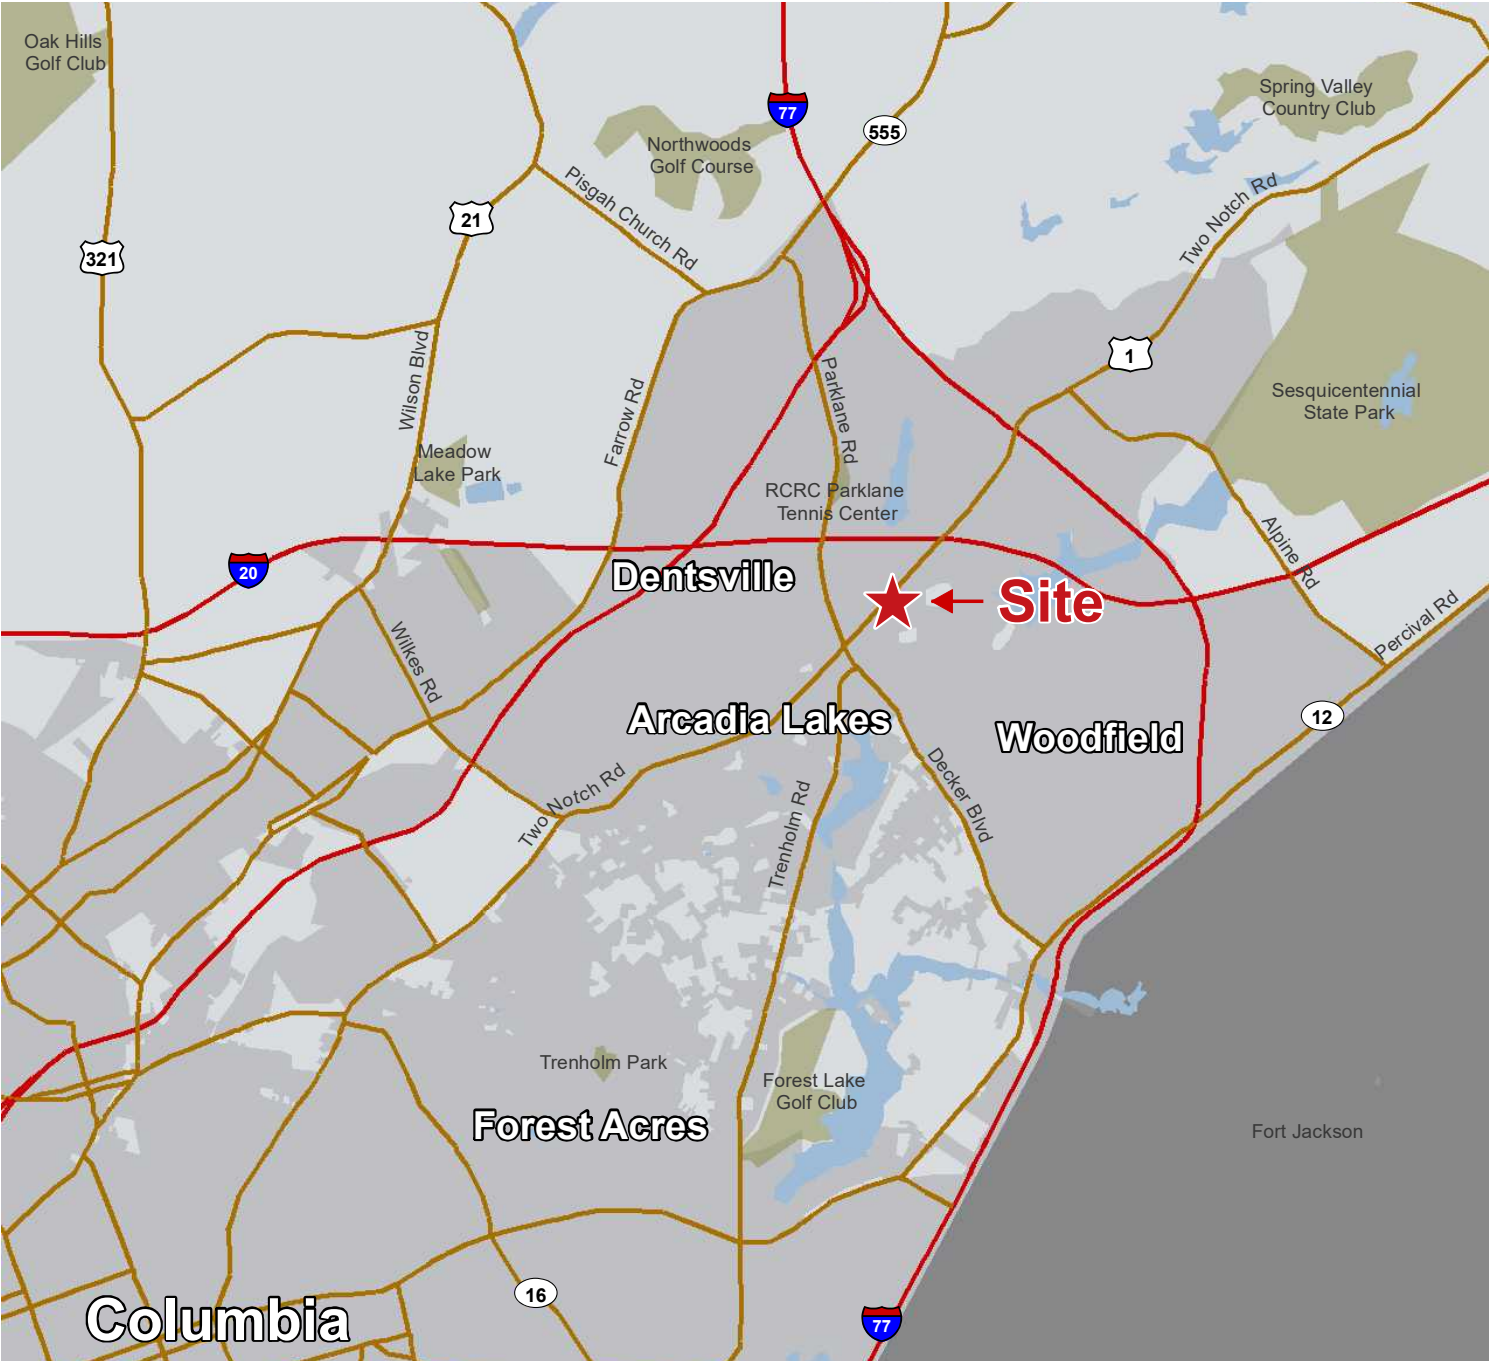 Oak Hills
Golf Club
Spring Valley
Country Club
77
555
Northwoods
Golf Course
Pisgah Church Rd
21
Two Notch Rd
321
Wilson Blvd
Parklane Rd
1
Farrow Rd
Sesquicentennial
State Park
Meadow
Lake Park
RCRC Parklane
Tennis Center
Alpine Rd
20
Dentsville
Site
Percival Rd
Wilkes Rd
Arcadia Lakes
Woodfield
12
Two Notch Rd
Decker Blvd
Trenholm Rd
Trenholm Park
Forest Lake
Golf Club
Forest Acres
Fort Jackson
16
Columbia
77